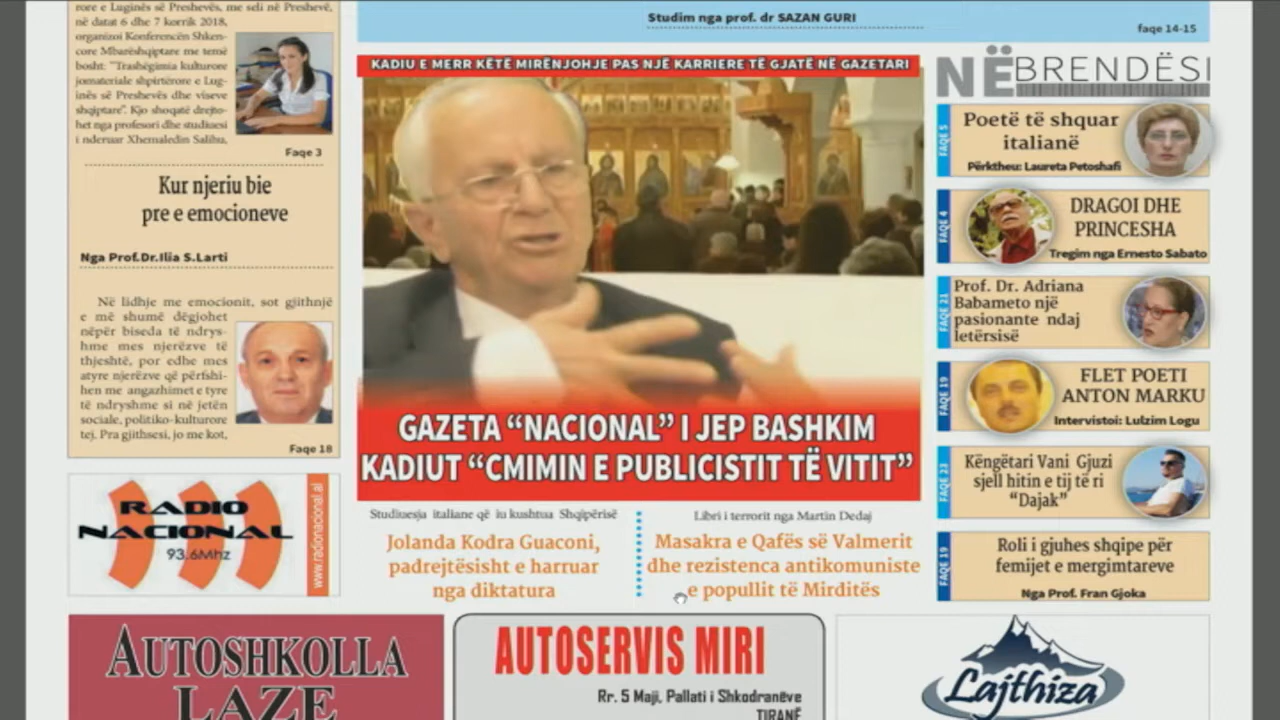 rore e Luginës së Preshevës, me seli në Preshevë,
në datat 6 dhe 7 korrik 2018,
organizoi Konferencën Shken-
core Mbarëshqiptare me temë
bosht: "Trashëgimia kulturore
jomateriale shpirtërore e Lug-
inës së Preshevës dhe viseve
shqiptare". Kjo shoqatë drejto-
het nga profesori dhe studiuesi
i nderuar Xhemaledin Salihu,
Faqe 3
Kur njeriu bie
pre e emocioneve
Nga Prof.Dr.Ilia S.Larti
Në lidhje me emocionit, sot gjithnjë
e më shumë dëgjohet
nëpër biseda të ndrys-
hme mes njerëzve të
thjeshtë, por edhe mes
atyre njerëzve që përfshi-
hen me angazhimet e tyre
të ndryshme si në jetën
sociale, politiko-kulturore
tej. Pra gjithsesi, jo me kot,
Faqe 18
RADIO
NACIONAL
93.6Mhz
www.radionacional.al
Studim nga prof. dr SAZAN GURI
faqe 14-15
KADIU E MERR KËTË MIRËNJOHJE PAS NJË KARRIERE TË GJATË NË GAZETARI
GAZETA "NACIONAL" I JEP BASHKIM
KADIUT "CMIMIN E PUBLICISTIT TË VITIT"
Studiuesja italiane që iu kushtua Shqipërisë
Jolanda Kodra Guaconi,
padrejtësisht e harruar
nga diktatura
Libri i terrorit nga Martin Dedaj
Masakra e Qafës së Valmerit
dhe rezistenca antikomuniste
e popullit të Mirditës
NËBRENDËSI
FAQE 5
Poetë të shquar
italianë
Përktheu: Laureta Petoshafi
FAQE 4
DRAGOI DHE
PRINCESHA
Tregim nga Ernesto Sabato
FAQE 21
Prof. Dr. Adriana
Babameto një
pasionante ndaj
letërsisë
FAQE 19
FLET POETI
ANTON MARKU
Intervistoi: Lulzim Logu
FAQE 23
Këngëtari Vani Gjuzi
sjell hitin e tij të ri
"Dajak"
FAQE 19
Roli i gjuhes shqipe për
femijet e mergimtareve
Nga Prof. Fran Gjoka
AUTOSHKOLLA
LAZE
AUTOSERVIS MIRI
Rr. 5 Maji, Pallati i Shkodranëve
TIRANË
Lajthiza